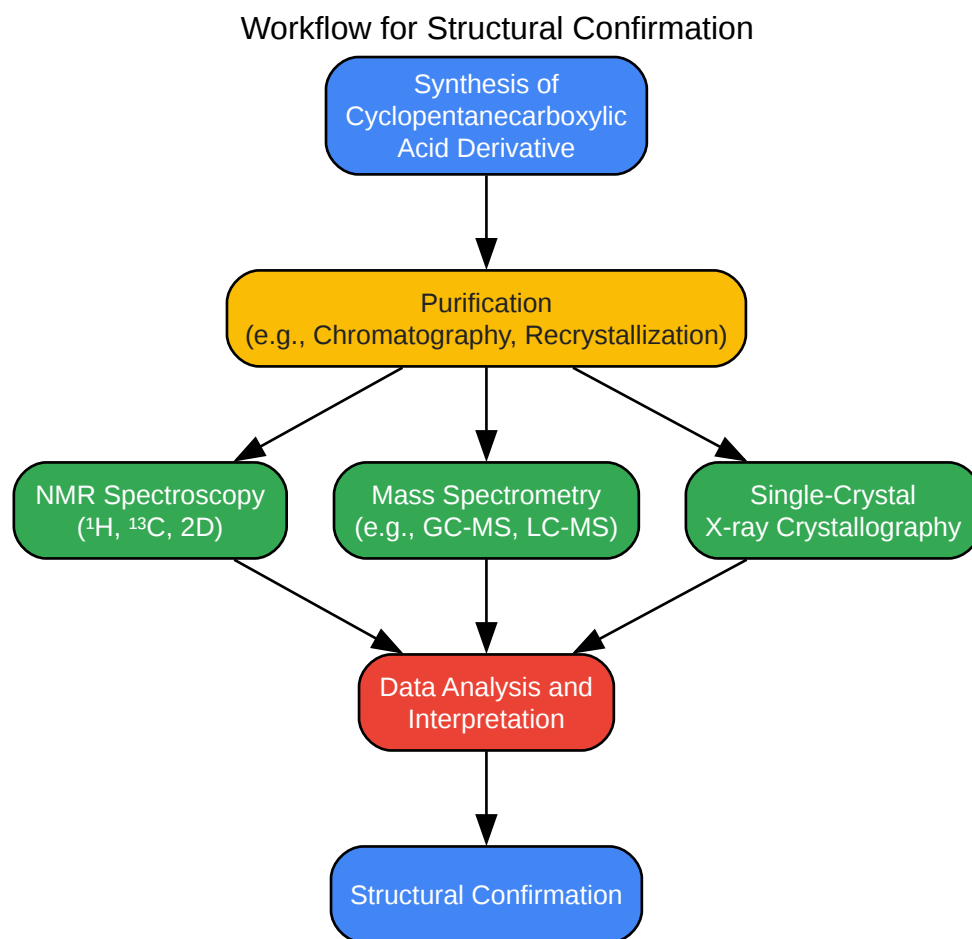 Workflow for Structural Confirmation
Synthesis of
Cyclopentanecarboxylic
Acid Derivative
Purification
(e.g., Chromatography, Recrystallization)
NMR Spectroscopy
(¹H, ¹³C, 2D)
Mass Spectrometry
(e.g., GC-MS, LC-MS)
Single-Crystal
X-ray Crystallography
Data Analysis and
Interpretation
Structural Confirmation